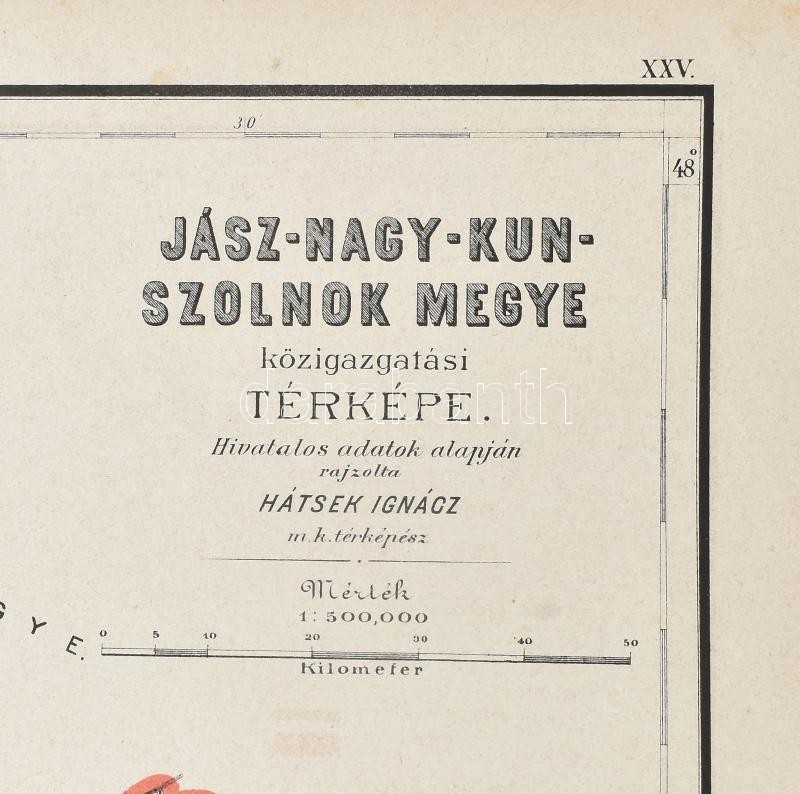 XXV.
30'
48°
JÁSZ-NAGY-KUN-
SZOLNOK MEGYE
közigazgatási
TÉRKÉPE.
darabanth
Hivatalos adatok alapján
rajzolta
HÁTSEK IGNÁCZ
m.k.térképész
Mérték
1:500,000
G Y E.
0 5 10 20 30 40 50
Kilometer